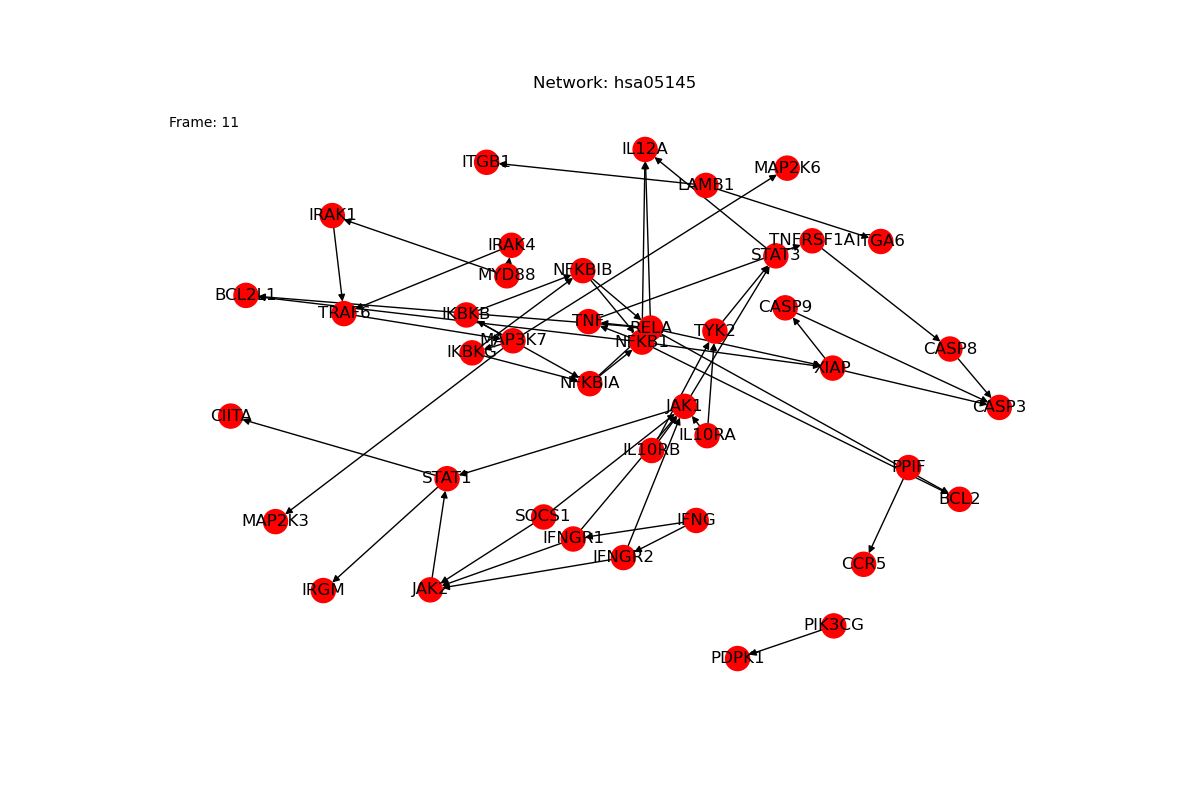 Network: hsa05145
Frame: 11
IL12A
ITGB1
MAP2K6
LAMB1
IRAK1
TNFRSF1A
ITGA6
IRAK4
STAT3
NFKBIB
MYD88
BCL2L1
CASP9
TRAF6
IKBKB
TNF
RELA
TYK2
MAP3K7
NFKB1
CASP8
IKBKG
XIAP
NFKBIA
JAK1
CASP3
CIITA
IL10RA
IL10RB
PPIF
STAT1
BCL2
SOCS1
IFNG
MAP2K3
IFNGR1
IFNGR2
CCR5
JAK2
IRGM
PIK3CG
PDPK1